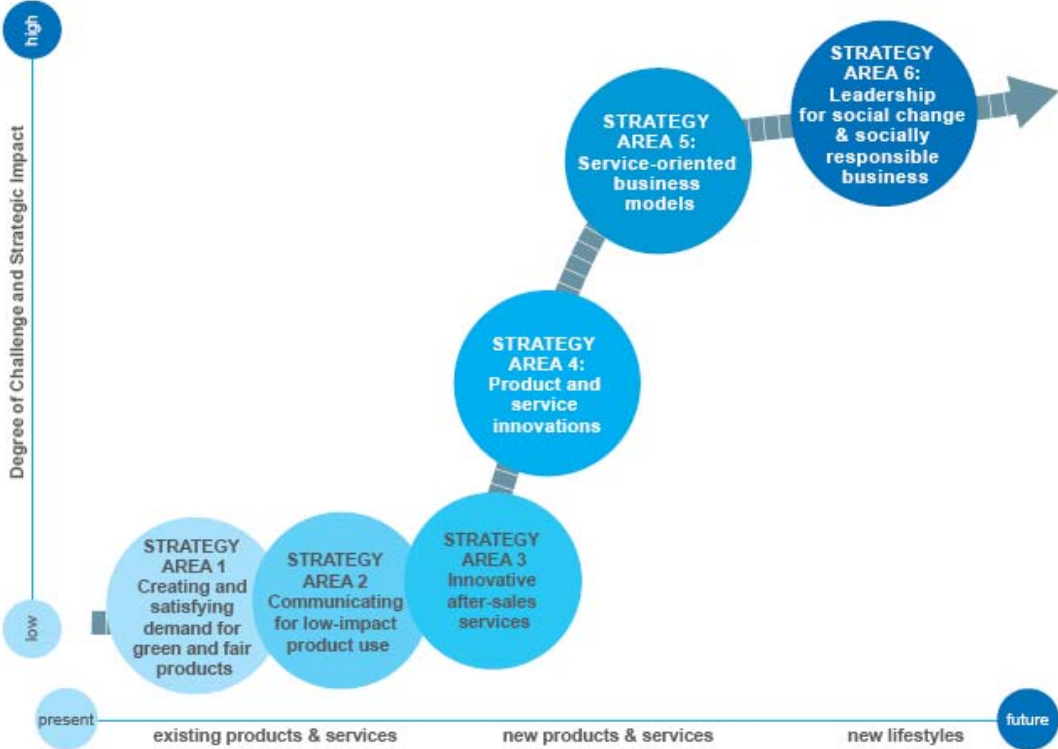 high
Degree of Challenge and Strategic Impact
low
STRATEGY
AREA 1
Creating and
satisfying
demand for
green and fair
products
STRATEGY
AREA 2
Communicating
for low-impact
product use
STRATEGY
AREA 3
Innovative
after-sales
services
STRATEGY
AREA 4:
Product and
service
innovations
STRATEGY
AREA 5:
Service-oriented
business
models
STRATEGY
AREA 6:
Leadership
for social change
& socially
responsible
business
present
existing products & services
new products & services
new lifestyles
future